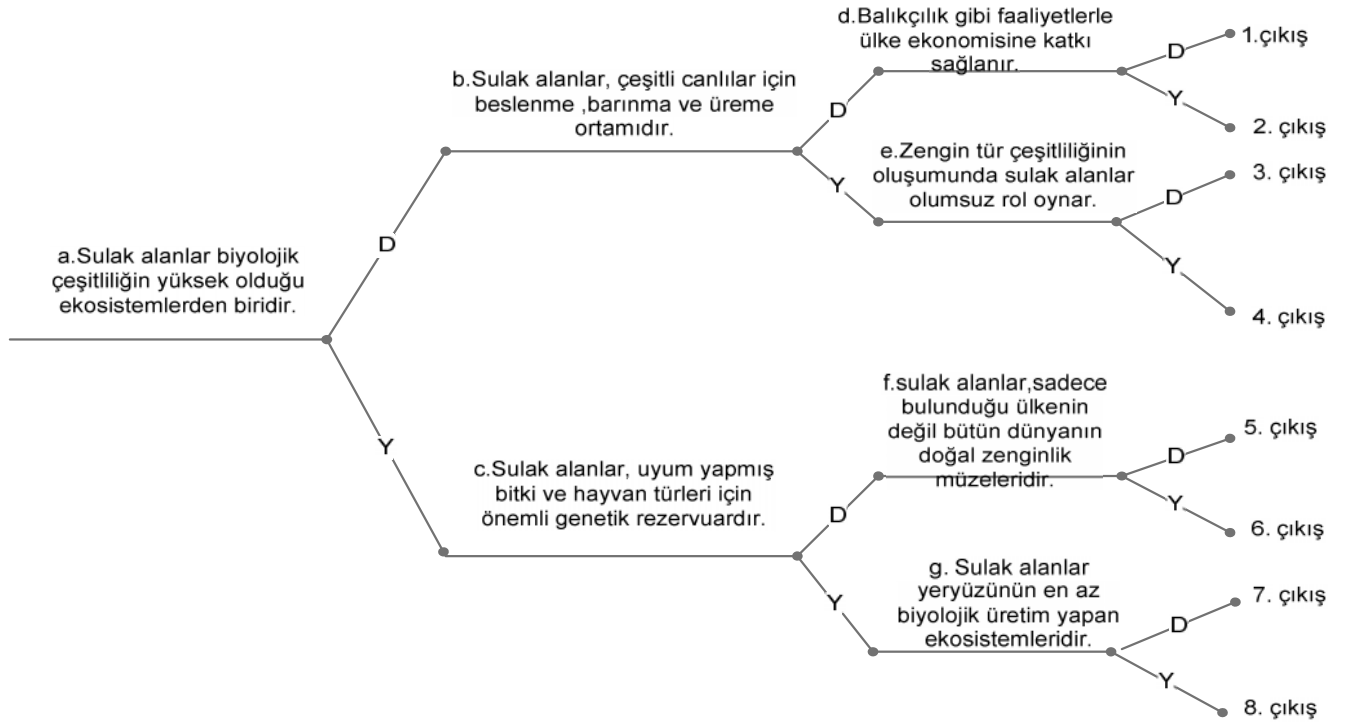 a.Sulak alanlar biyolojik
çeşitliliğin yüksek olduğu
ekosistemlerden biridir.
D
Y
b.Sulak alanlar, çeşitli canlılar için
beslenme ,barınma ve üreme
ortamıdır.
D
Y
c.Sulak alanlar, uyum yapmış
bitki ve hayvan türleri için
önemli genetik rezervuardır.
D
Y
d.Balıkçılık gibi faaliyetlerle
ülke ekonomisine katkı
sağlanır.
D
Y
e.Zengin tür çeşitliliğinin
oluşumunda sulak alanlar
olumsuz rol oynar.
D
Y
f.sulak alanlar,sadece
bulunduğu ülkenin
değil bütün dünyanın
doğal zenginlik
müzeleridir.
D
Y
g. Sulak alanlar
yeryüzünün en az
biyolojik üretim yapan
ekosistemleridir.
D
Y
1.çıkış
2. çıkış
3. çıkış
4. çıkış
5. çıkış
6. çıkış
7. çıkış
8. çıkış